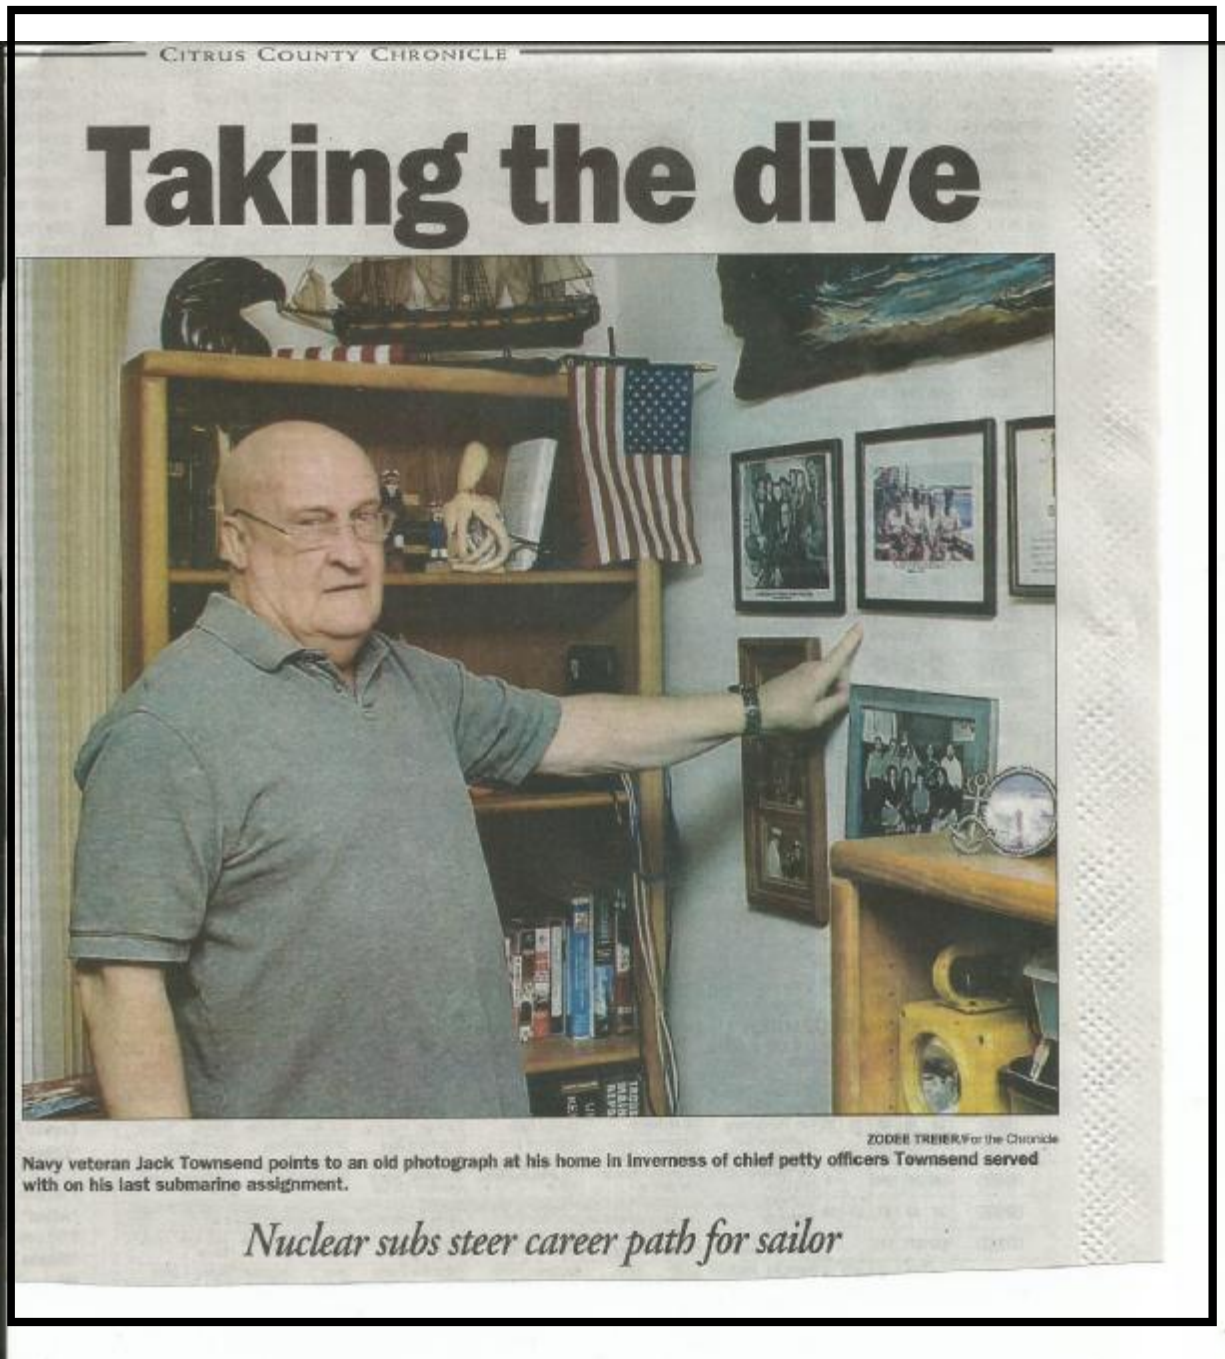 CITRUS COUNTY CHRONICLE
Taking the dive
ZODEE TREIER/For the Chronicle
Navy veteran Jack Townsend points to an old photograph at his home in Inverness of chief petty officers Townsend served
with on his last submarine assignment.
Nuclear subs steer career path for sailor